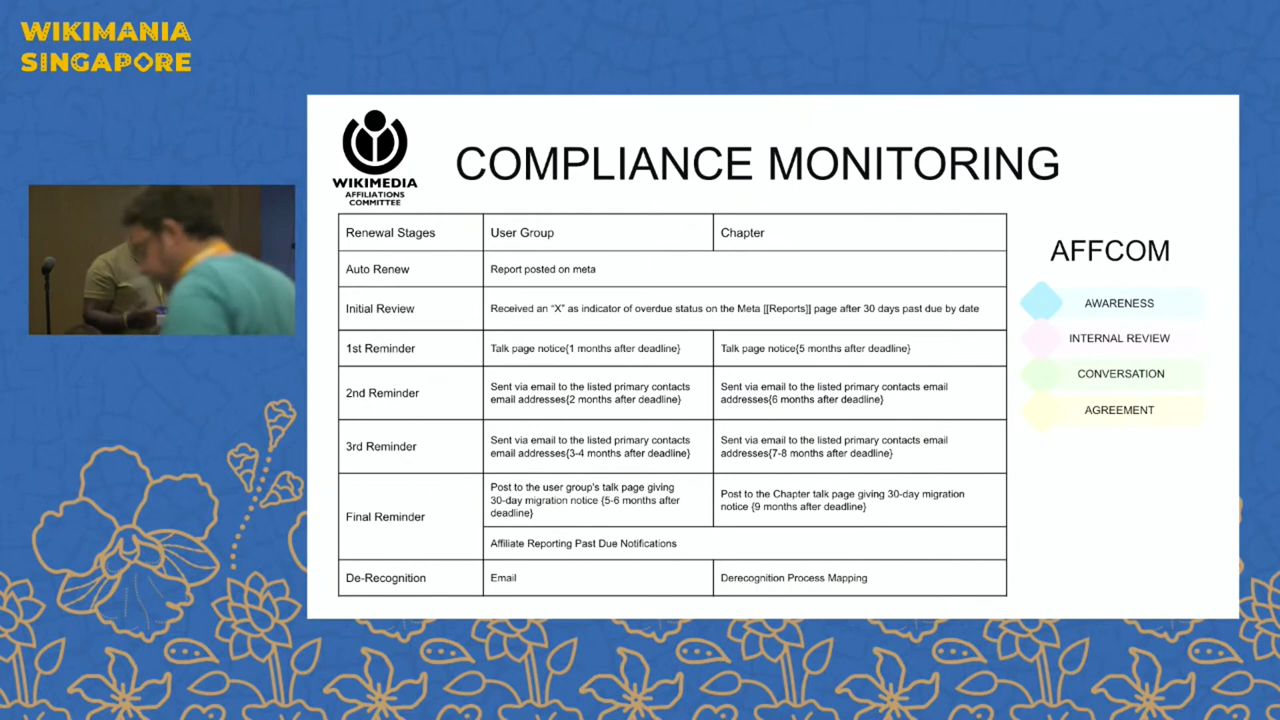 WIKIMANIA
SINGAPORE
WIKIMEDIA
AFFILIATIONS
COMMITTEE
COMPLIANCE MONITORING
Renewal Stages
User Group
Chapter
Auto Renew
Report posted on meta
Initial Review
Received an “X” as indicator of overdue status on the Meta [[Reports]] page after 30 days past due by date
1st Reminder
Talk page notice{1 months after deadline}
Talk page notice{5 months after deadline}
2nd Reminder
Sent via email to the listed primary contacts
email addresses{2 months after deadline}
Sent via email to the listed primary contacts email
addresses{6 months after deadline}
3rd Reminder
Sent via email to the listed primary contacts
email addresses{3-4 months after deadline}
Sent via email to the listed primary contacts email
addresses{7-8 months after deadline}
Final Reminder
Post to the user group's talk page giving
30-day migration notice {5-6 months after
deadline}
Post to the Chapter talk page giving 30-day migration
notice {9 months after deadline}
Affiliate Reporting Past Due Notifications
De-Recognition
Email
Derecognition Process Mapping
AFFCOM
AWARENESS
INTERNAL REVIEW
CONVERSATION
AGREEMENT